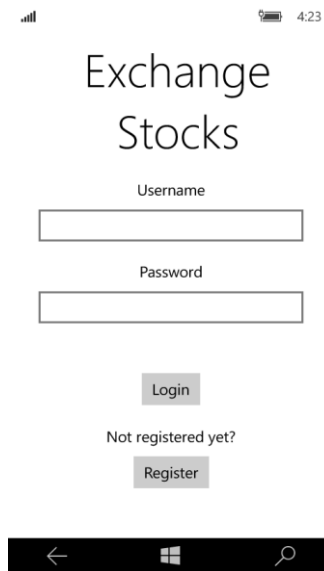 4:23
Exchange
Stocks
Username
Password
Login
Not registered yet?
Register